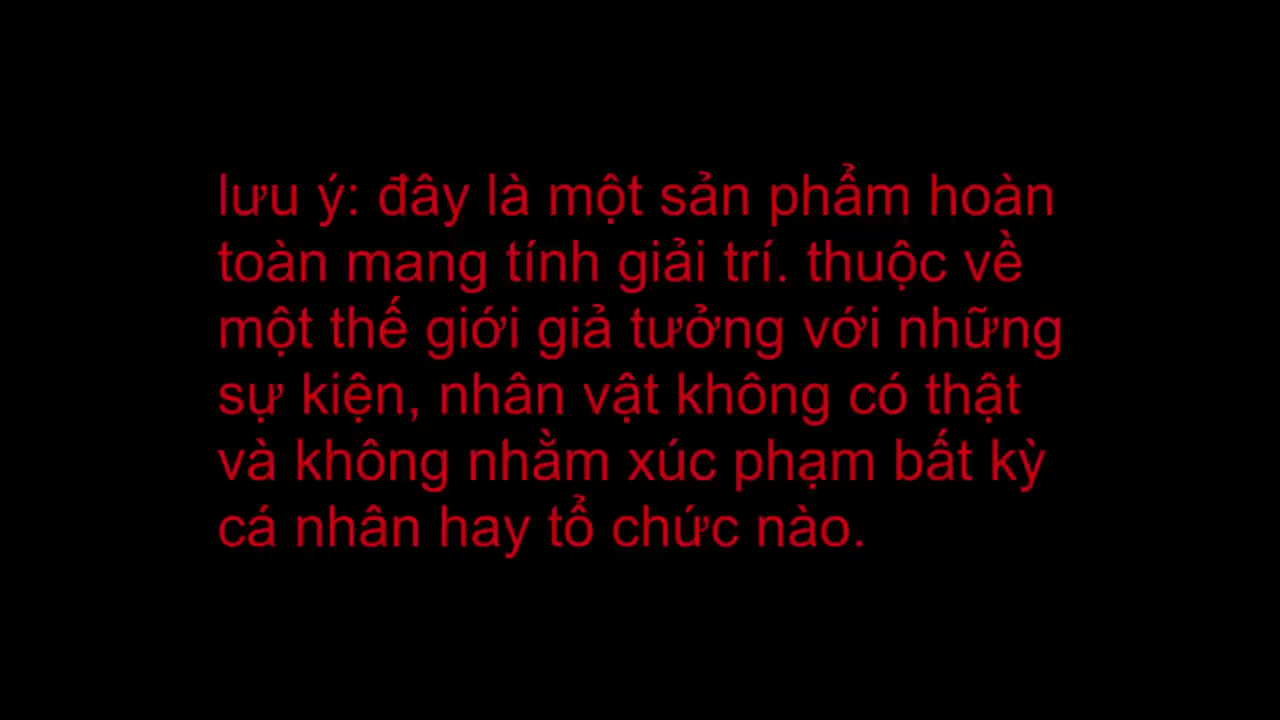 lưu ý: đây là một sản phẩm hoàn
toàn mang tính giải trí. thuộc về
một thế giới giả tưởng với những
sự kiện, nhân vật không có thật
và không nhằm xúc phạm bất kỳ
cá nhân hay tổ chức nào.